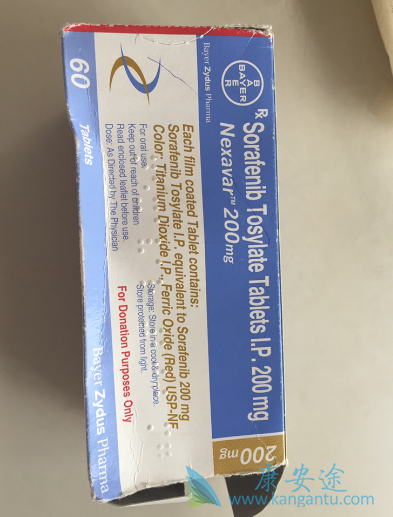 BAYER
BAYER
Bayer Zydus Pharma
Rx
Sorafenib Tosylate Tablets I.P. 200 mg
Nexavar™ 200mg
200 mg
Each film coated Tablet contains:
Sorafenib Tosylate I.P. equivalent to Sorafenib 200 mg
Color: Titanium Dioxide I.P., Ferric Oxide (Red) USP-NF
For oral use.
Keep out of reach of children
Read enclosed leaflet before use
Dose: As Directed by The Physician
Storage: Store in a cool & dry place.
Store protected from light.
For Donation Purposes Only
60
Tablets
Bayer Zydus Pharma
康安途
www.kangantu.com